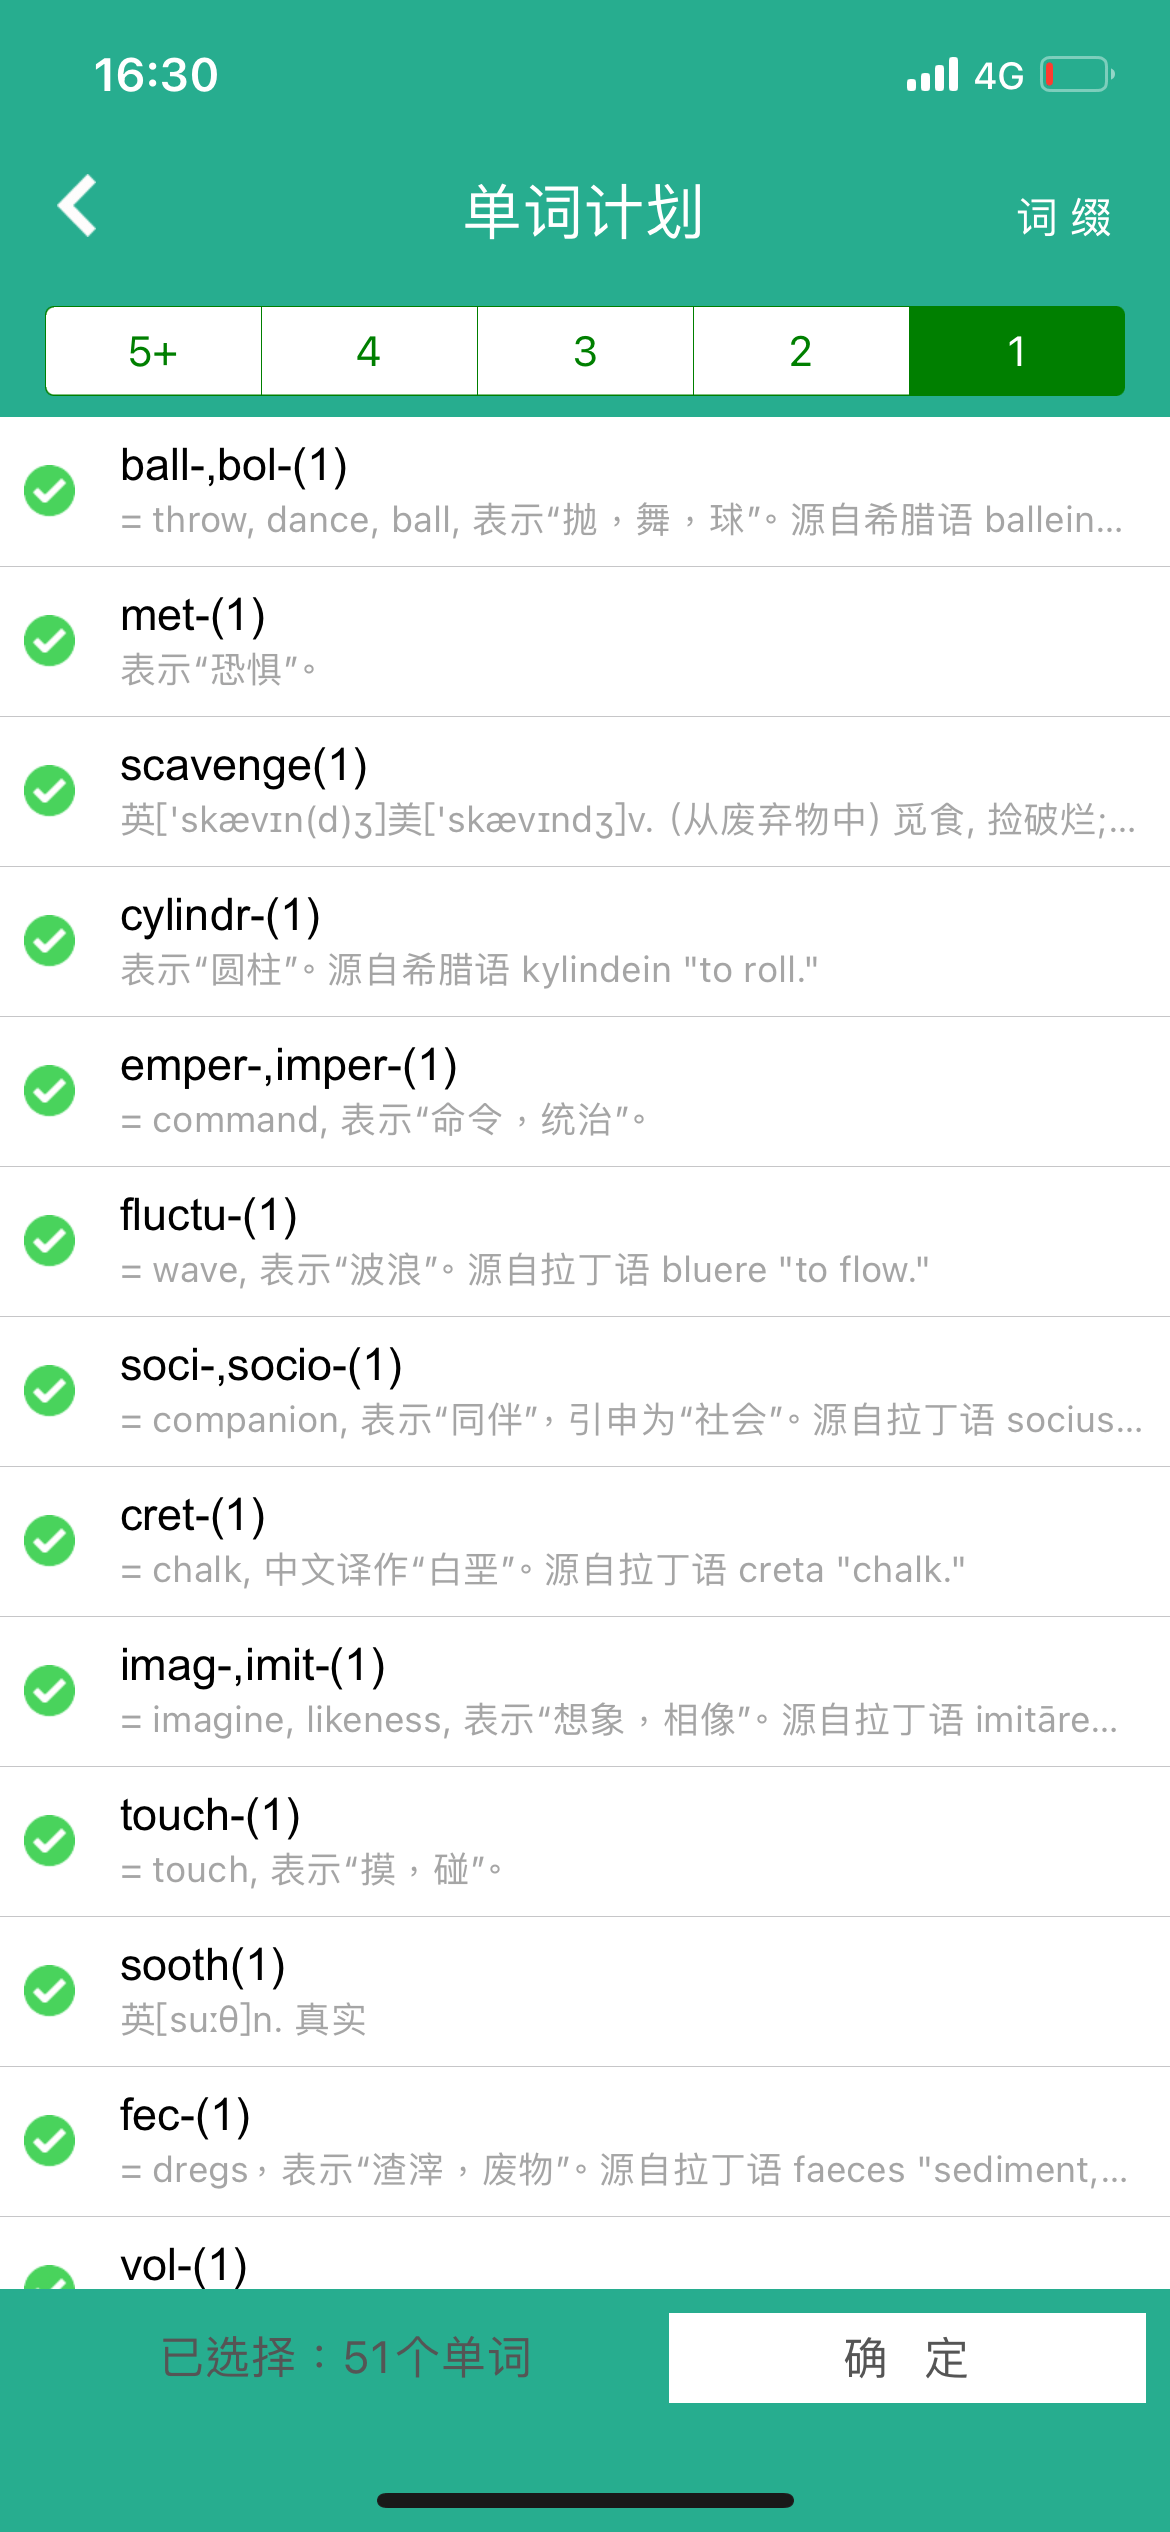 16:30 4G
单词计划 词 缀
5+ 4 3 2 1
ball-,bol-(1)
= throw, dance, ball, 表示“抛，舞，球”。源自希腊语 ballein...
met-(1)
表示“恐惧”。
scavenge(1)
英['skævɪn(d)ʒ]美['skævɪndʒ]v.（从废弃物中）觅食, 捡破烂;...
cylindr-(1)
表示“圆柱”。源自希腊语 kylindein "to roll."
emper-,imper-(1)
= command, 表示“命令，统治”。
fluctu-(1)
= wave, 表示“波浪”。源自拉丁语 bluere "to flow."
soci-,socio-(1)
= companion, 表示“同伴”，引申为“社会”。源自拉丁语 socius...
cret-(1)
= chalk, 中文译作“白垩”。源自拉丁语 creta "chalk."
imag-,imit-(1)
= imagine, likeness, 表示“想象，相像”。源自拉丁语 imitāre...
touch-(1)
= touch, 表示“摸，碰”。
sooth(1)
英[suːθ]n. 真实
fec-(1)
= dregs，表示“渣滓，废物”。源自拉丁语 faeces "sediment,...
vol-(1)
已选择：51个单词 确 定